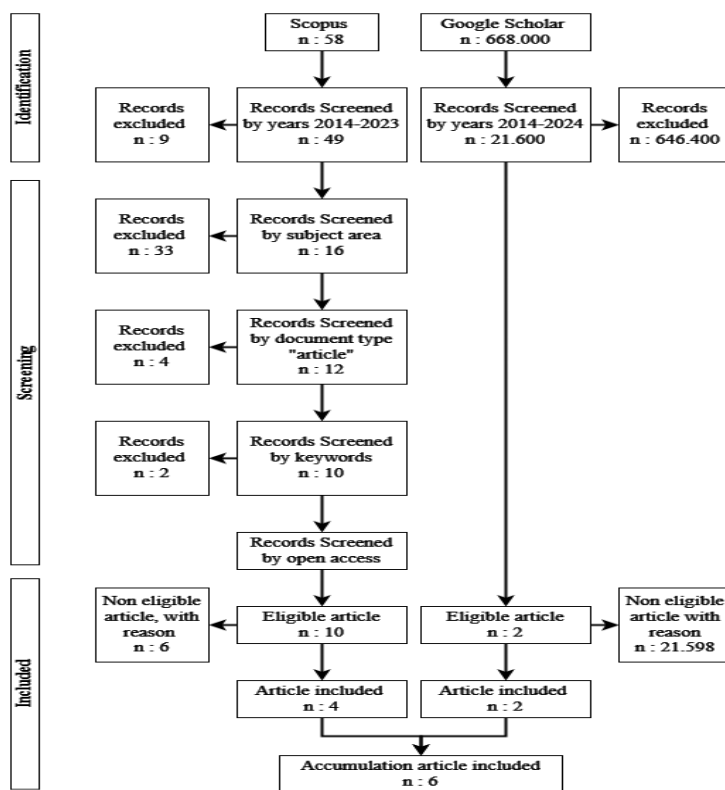 Identification
Scopus
n : 58
Google Scholar
n : 668.000
Records
excluded
n : 9
Records Screened
by years 2014-2023
n : 49
Records Screened
by years 2014-2024
n : 21.600
Records
excluded
n : 646.400
Screening
Records
excluded
n : 33
Records Screened
by subject area
n : 16
Records
excluded
n : 4
Records Screened
by document type
"article"
n : 12
Records
excluded
n : 2
Records Screened
by keywords
n : 10
Records Screened
by open access
Included
Non eligible
article, with
reason
n : 6
Eligible article
n : 10
Eligible article
n : 2
Non eligible
article with
reason
n : 21.598
Article included
n : 4
Article included
n : 2
Accumulation article included
n : 6